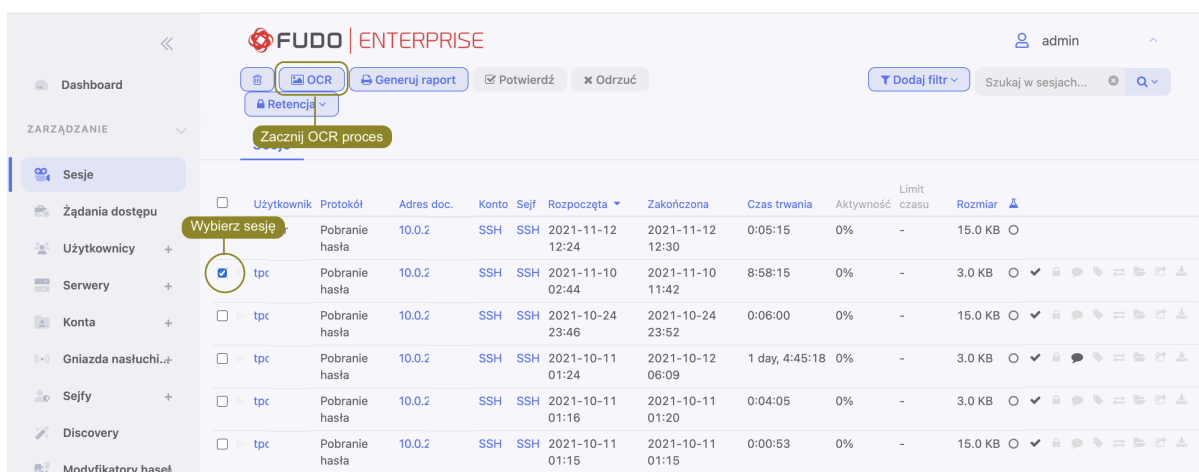 FUDO ENTERPRISE
admin
Dashboard
OCR
Generuj raport
Potwierdź
Odrzuć
Dodaj filtr
Szukaj w sesjach...
Retencja
Zacznij OCR proces
ZARZĄDZANIE
Sesje
Żądania dostępu
Użytkownicy +
Serwery +
Konta +
Gniazda nasłuchi.. +
Sejfy +
Discovery
Modyfikatory haseł
Limit
Użytkownik Protokół Adres doc. Konto Sejf Rozpoczęta Zakończona Czas trwania Aktywność czasu Rozmiar
Wybierz sesję
Pobranie 10.0.2 SSH SSH 2021-11-12 2021-11-12 0:05:15 0% - 15.0 KB
hasła 12:24 12:30
tpc Pobranie 10.0.2 SSH SSH 2021-11-10 2021-11-10 8:58:15 0% - 3.0 KB
hasła 02:44 11:42
tpc Pobranie 10.0.2 SSH SSH 2021-10-24 2021-10-24 0:06:00 0% - 15.0 KB
hasła 23:46 23:52
tpc Pobranie 10.0.2 SSH SSH 2021-10-11 2021-10-12 1 day, 4:45:18 0% - 3.0 KB
hasła 01:24 06:09
tpc Pobranie 10.0.2 SSH SSH 2021-10-11 2021-10-11 0:04:05 0% - 3.0 KB
hasła 01:16 01:20
tpc Pobranie 10.0.2 SSH SSH 2021-10-11 2021-10-11 0:00:53 0% - 15.0 KB
hasła 01:15 01:15